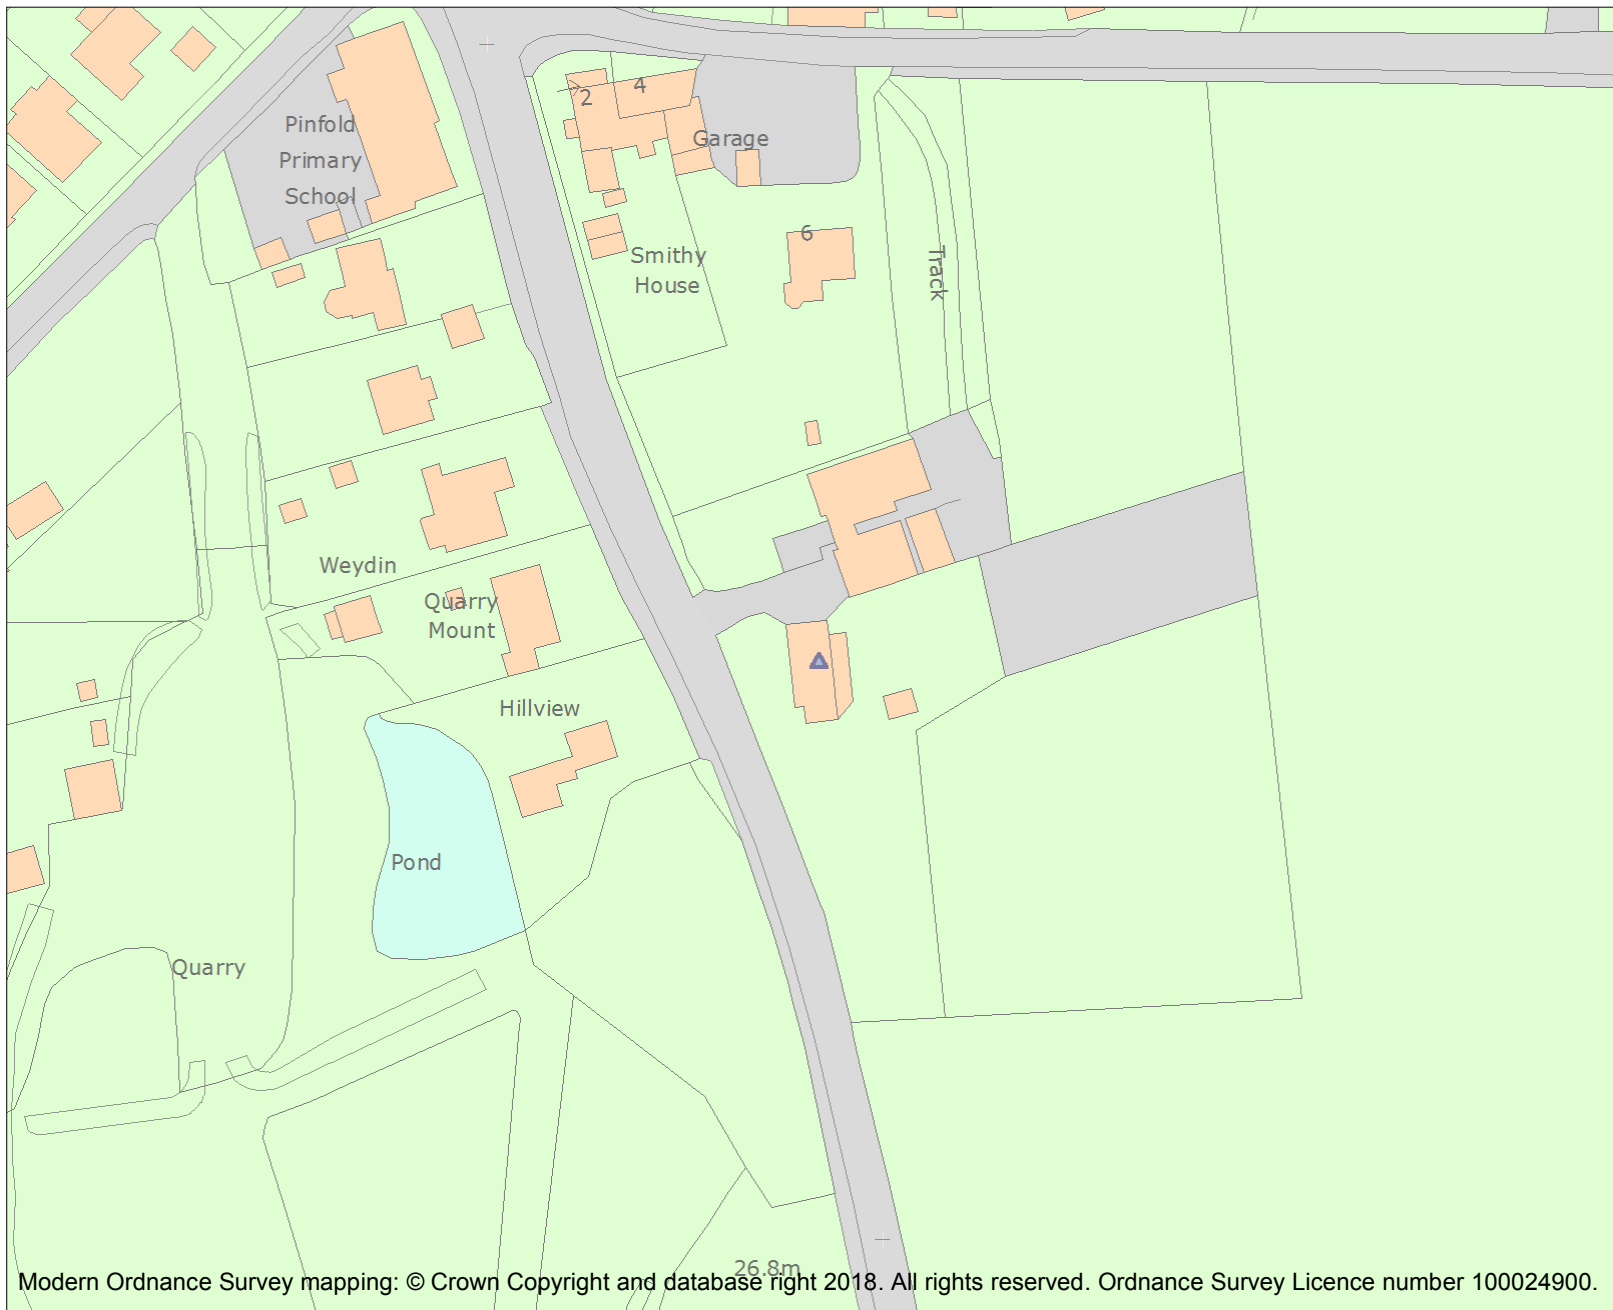 Pinfold
Primary
School
2
4
Garage
Smithy
House
6
Track
Weydin
Quarry
Mount
Hillview
Pond
Quarry
26.8m
Modern Ordnance Survey mapping: © Crown Copyright and database right 2018. All rights reserved. Ordnance Survey Licence number 100024900.